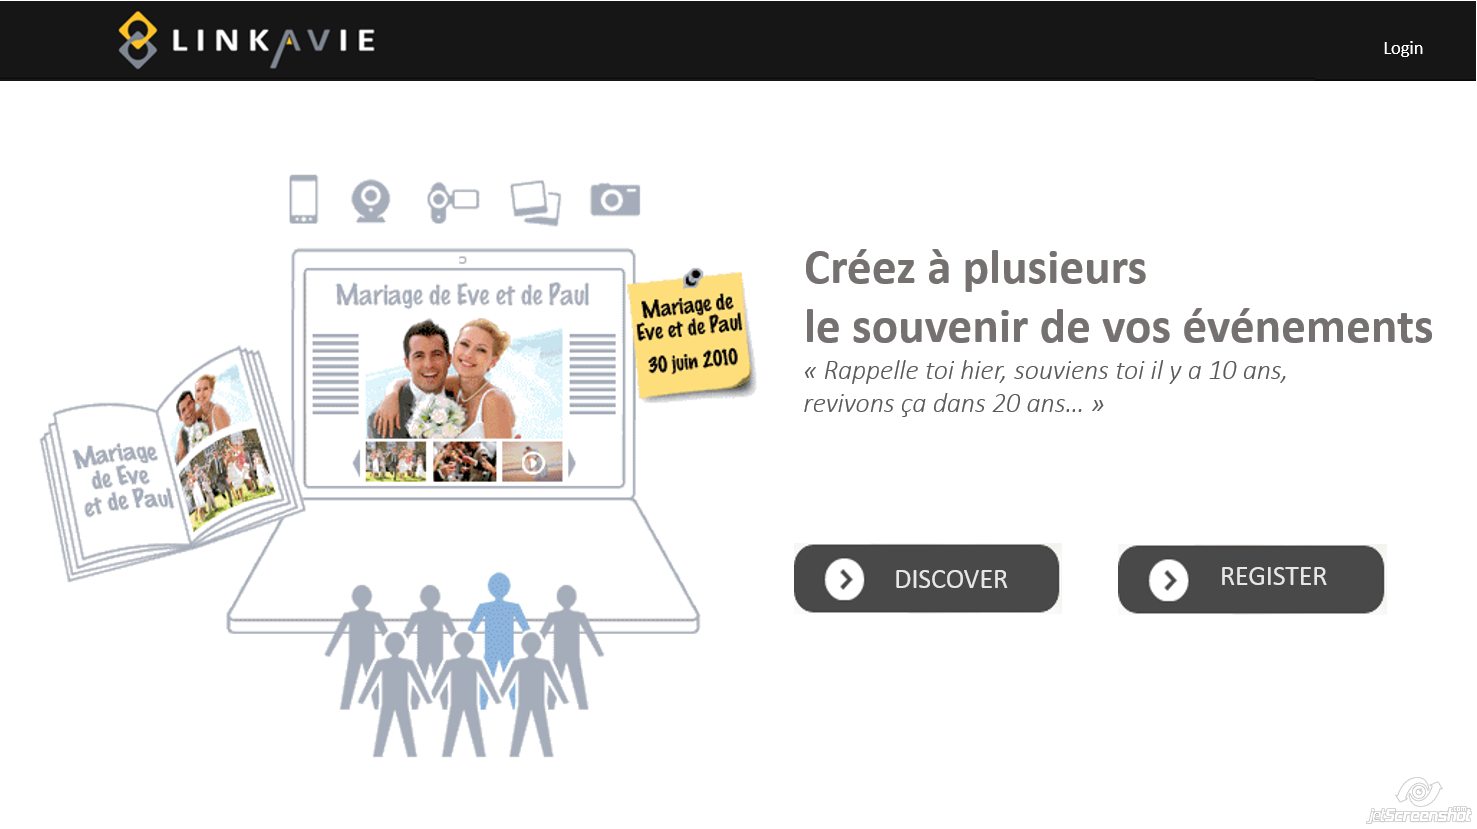 LINKAVIE
Login
Mariage de Eve et de Paul
Mariage de
Eve et de Paul
30 juin 2010
Mariage
de Eve
et de Paul
Créez à plusieurs
le souvenir de vos événements
« Rappelle toi hier, souviens toi il y a 10 ans,
revivons ça dans 20 ans... »
DISCOVER
REGISTER
jetScreenshot.com